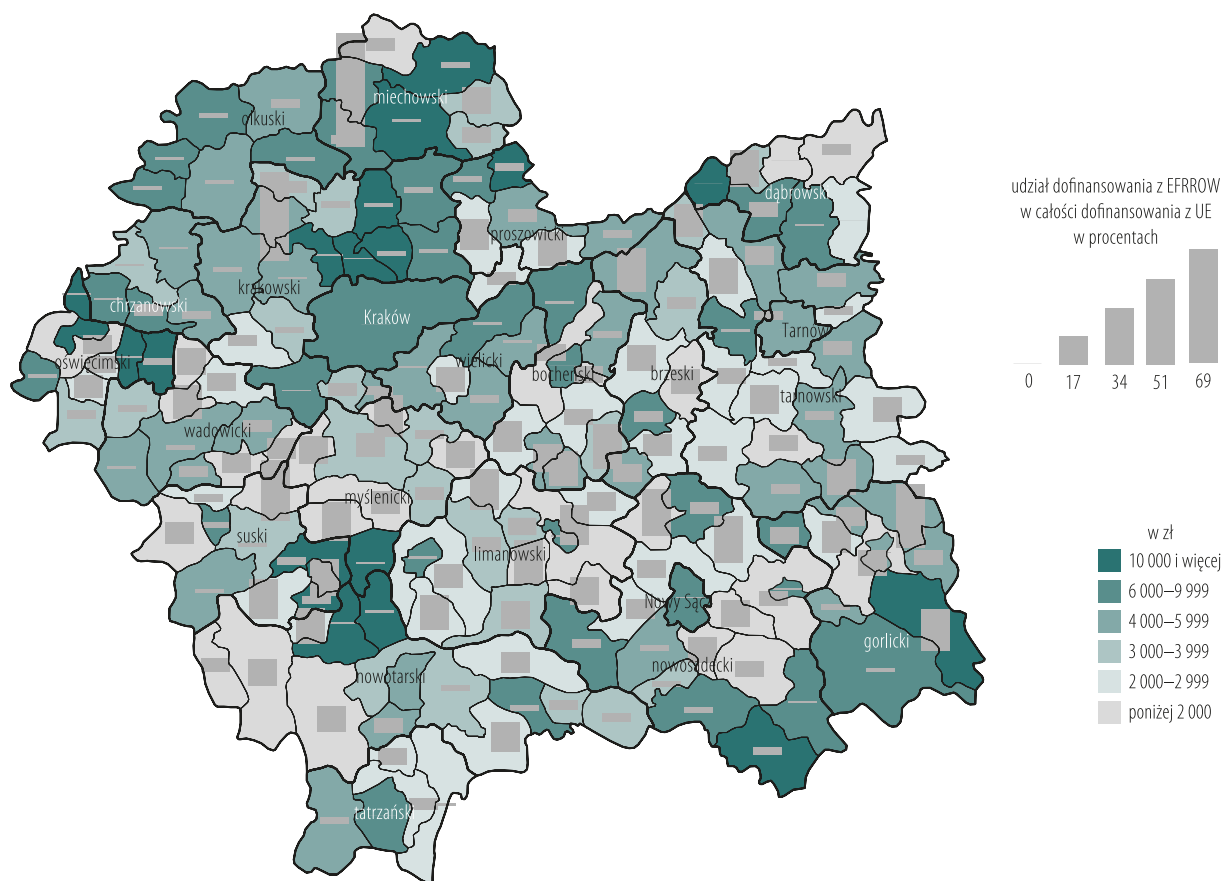 miechowski
olkuski
dąbrowski
proszowicki
krakowski
chrzanowski
Kraków
Tarnów
oświęcimski
wielicki
bocheński
brzeski
tarnowski
wadowicki
myślenicki
suski
limanowski
Nowy Sącz
gorlicki
nowosądecki
nowotarski
tatrzański
udział dofinansowania z EFRROW
w całości dofinansowania z UE
w procentach
0 17 34 51 69
w zł
10 000 i więcej
6 000–9 999
4 000–5 999
3 000–3 999
2 000–2 999
poniżej 2 000